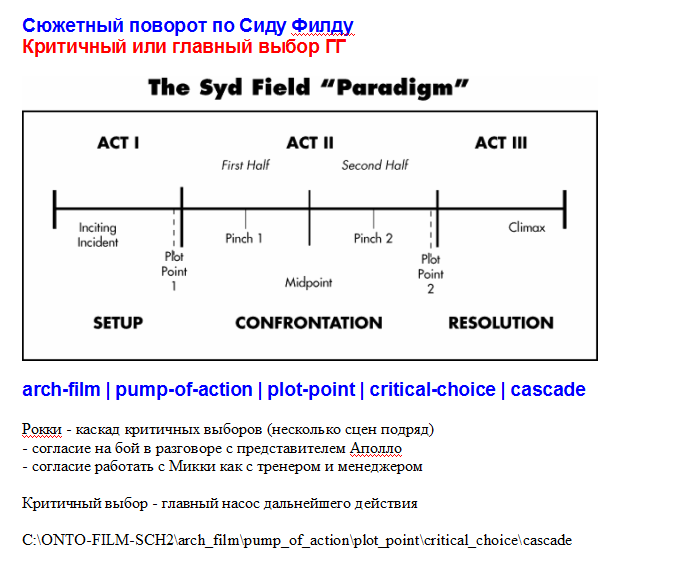 Сюжетный поворот по Сиду Филду
Критичный или главный выбор ГГ
The Syd Field “Paradigm”
ACT I ACT II ACT III
First Half Second Half
Inciting Incident
Plot Point 1
Pinch 1
Midpoint
Pinch 2
Plot Point 2
Climax
SETUP CONFRONTATION RESOLUTION
arch-film | pump-of-action | plot-point | critical-choice | cascade
Рокки - каскад критичных выборов (несколько сцен подряд)
- согласие на бой в разговоре с представителем Аполло
- согласие работать с Микки как с тренером и менеджером
Критичный выбор - главный насос дальнейшего действия
C:\ONTO-FILM-SCH2\arch_film\pump_of_action\plot_point\critical_choice\cascade